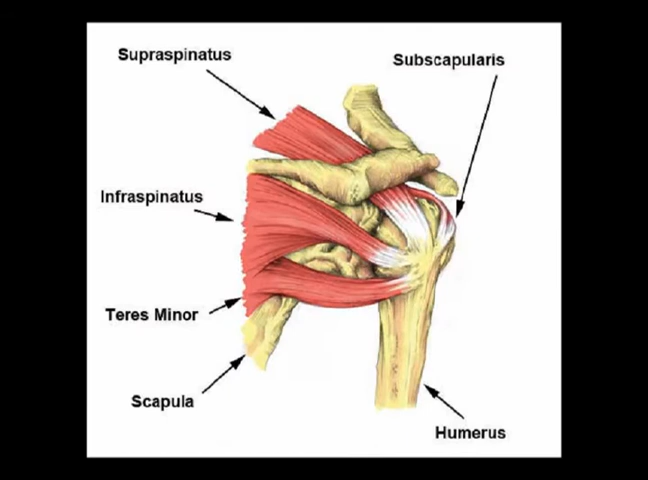 Supraspinatus
Subscapularis
Infraspinatus
Teres Minor
Scapula
Humerus